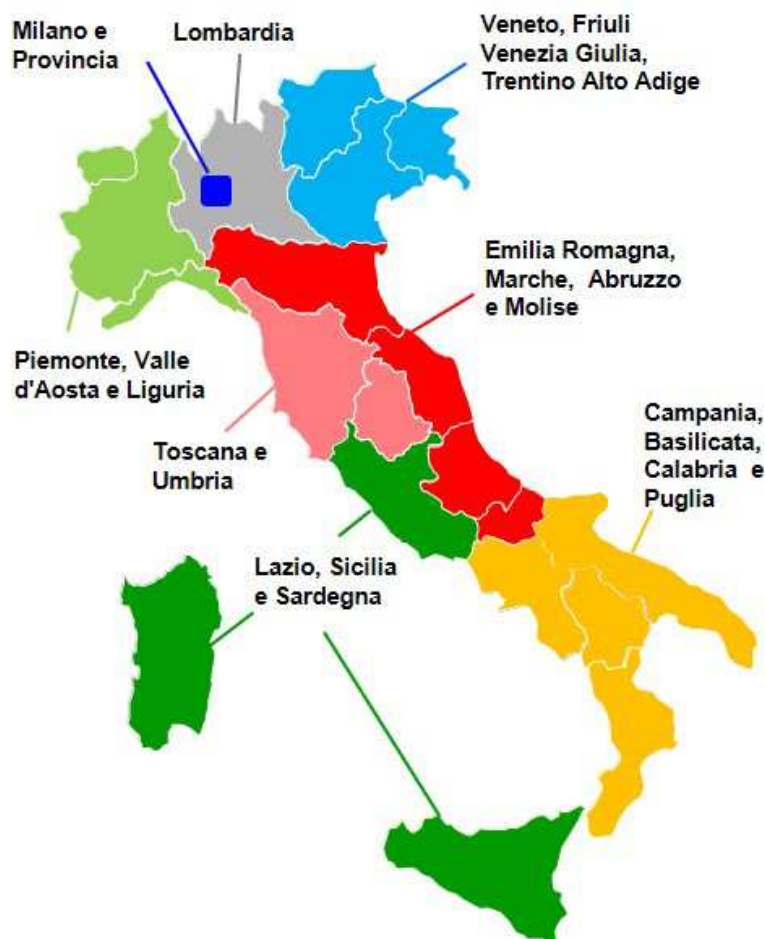 Milano e
Provincia
Lombardia
Veneto, Friuli
Venezia Giulia,
Trentino Alto Adige
Emilia Romagna,
Marche,  Abruzzo
e Molise
Piemonte, Valle
d'Aosta e Liguria
Toscana e
Umbria
Campania,
Basilicata,
Calabria  e
Puglia
Lazio, Sicilia
e Sardegna